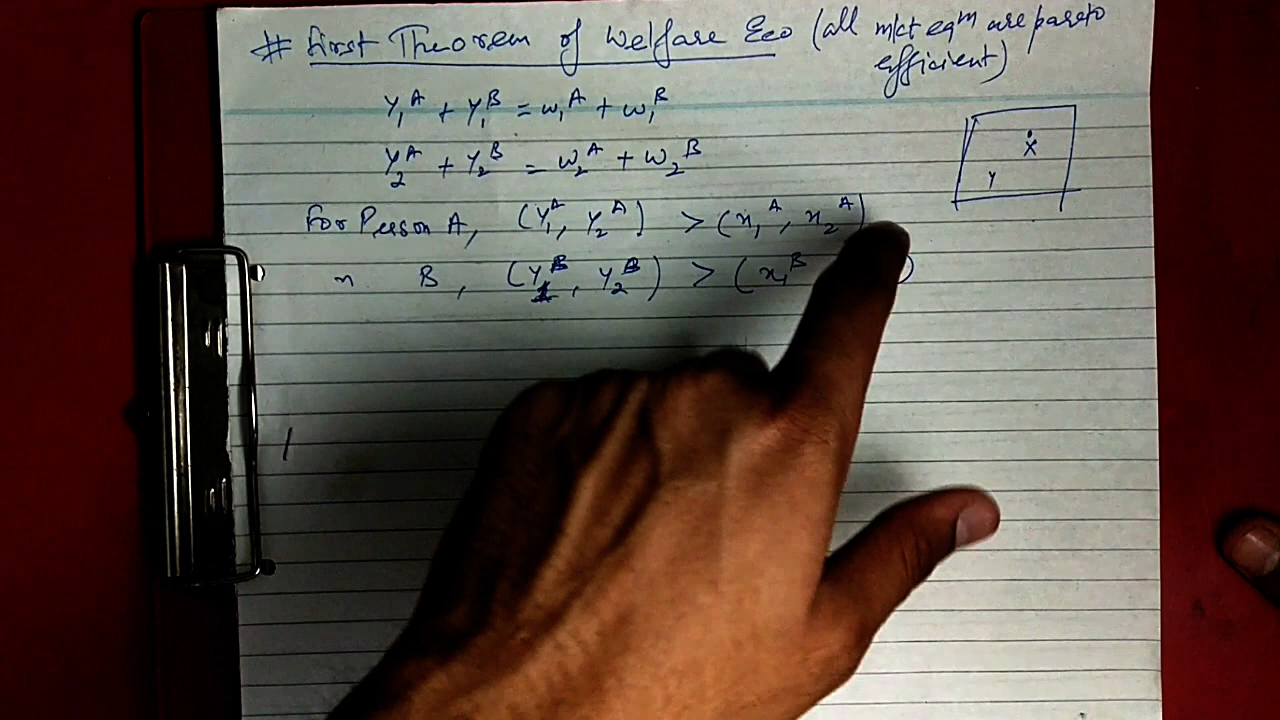 # First Theorem of Welfare Eco (all mkt eqm are pareto
efficient)
y₁ᴬ + y₁ᴮ = w₁ᴬ + w₁ᴮ
y₂ᴬ + y₂ᴮ = w₂ᴬ + w₂ᴮ
X
Y
For Person A, (y₁ᴬ, y₂ᴬ) > (x₁ᴬ, x₂ᴬ)
" B, (y₁ᴮ, y₂ᴮ) > (x₁ᴮ )